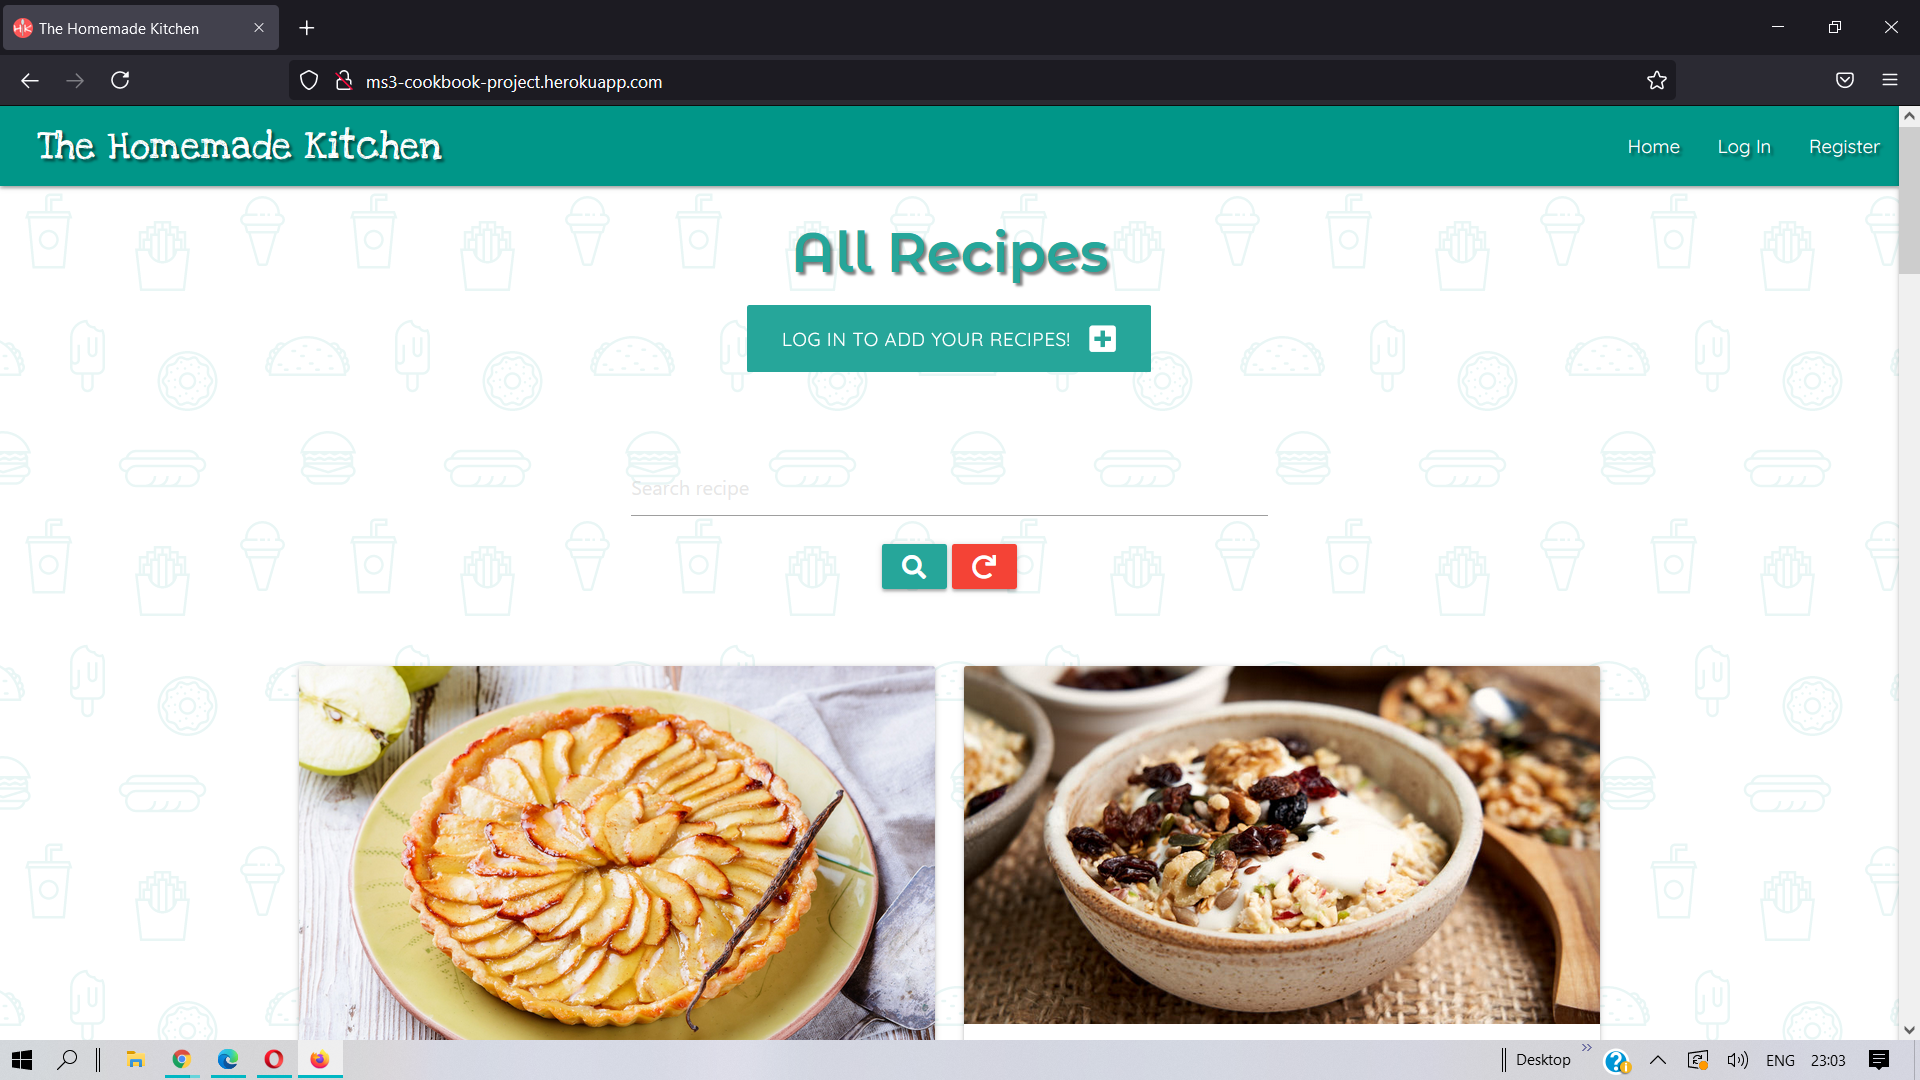 The Homemade Kitchen
ms3-cookbook-project.herokuapp.com
The Homemade Kitchen
Home Log In Register
All Recipes
LOG IN TO ADD YOUR RECIPES!
Search recipe
Desktop
ENG 23:03